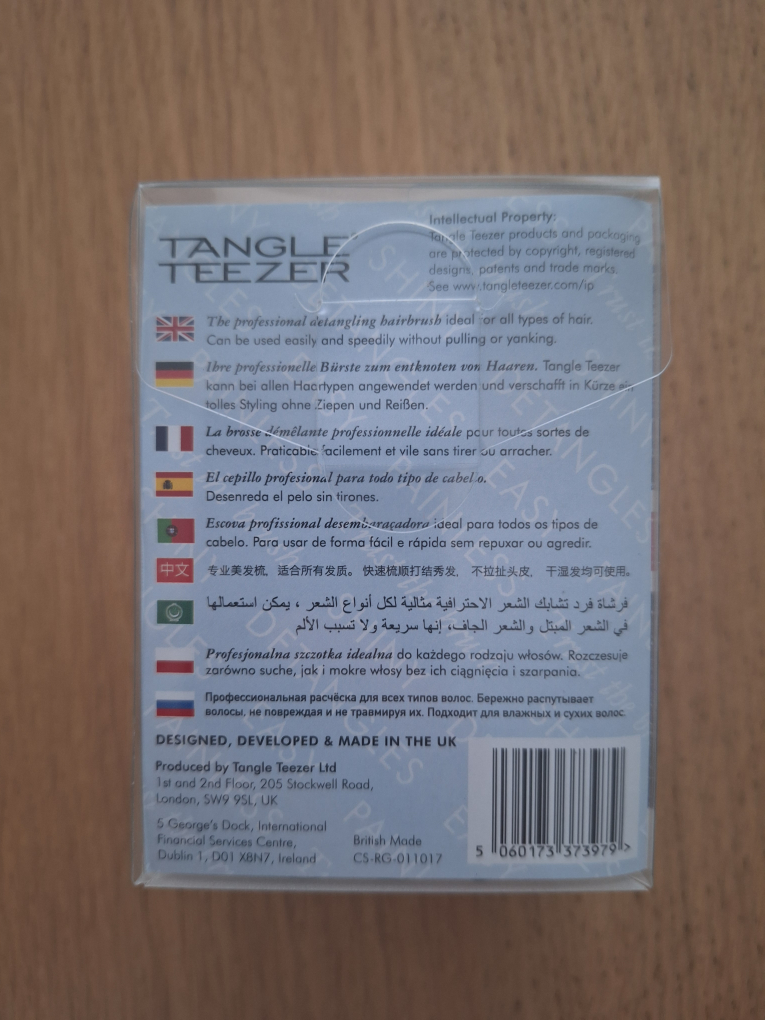 TANGLE
TEEZER
Intellectual Property:
Tangle Teezer products and packaging
are protected by copyright, registered
designs, patents and trade marks.
See www.tangleteezer.com/ip
The professional detangling hairbrush ideal for all types of hair.
Can be used easily and speedily without pulling or yanking.
Ihre professionelle Bürste zum entknoten von Haaren. Tangle Teezer
kann bei allen Haartypen angewendet werden und verschafft in Kürze ein
tolles Styling ohne Ziepen und Reißen.
La brosse démêlante professionnelle idéale pour toutes sortes de
cheveux. Praticable facilement et vile sans tirer ou arracher.
El cepillo profesional para todo tipo de cabello.
Desenreda el pelo sin tirones.
Escova profissional desembaraçadora ideal para todos os tipos de
cabelo. Para usar de forma fácil e rápida sem repuxar ou agredir.
中文 专业美发梳，适合所有发质。 快速梳顺打结秀发， 不拉扯头皮， 干湿发均可使用。
فرشاة فرد تشابك الشعر الاحترافية مثالية لكل أنواع الشعر ، يمكن استعمالها
في الشعر المبتل والشعر الجاف، إنها سريعة ولا تسبب الألم
Profesjonalna szczotka idealna do każdego rodzaju włosów. Rozczesuje
zarówno suche, jak i mokre włosy bez ich ciągnięcia i szarpania.
Профессиональная расчёска для всех типов волос. Бережно распутывает
волосы, не повреждая и не травмируя их. Подходит для влажных и сухих волос.
DESIGNED, DEVELOPED & MADE IN THE UK
Produced by Tangle Teezer Ltd
1st and 2nd Floor, 205 Stockwell Road,
London, SW9 9SL, UK
5 George's Dock, International
Financial Services Centre,
Dublin 1, D01 X8N7, Ireland
British Made
CS-RG-011017
5 060173 373979 >